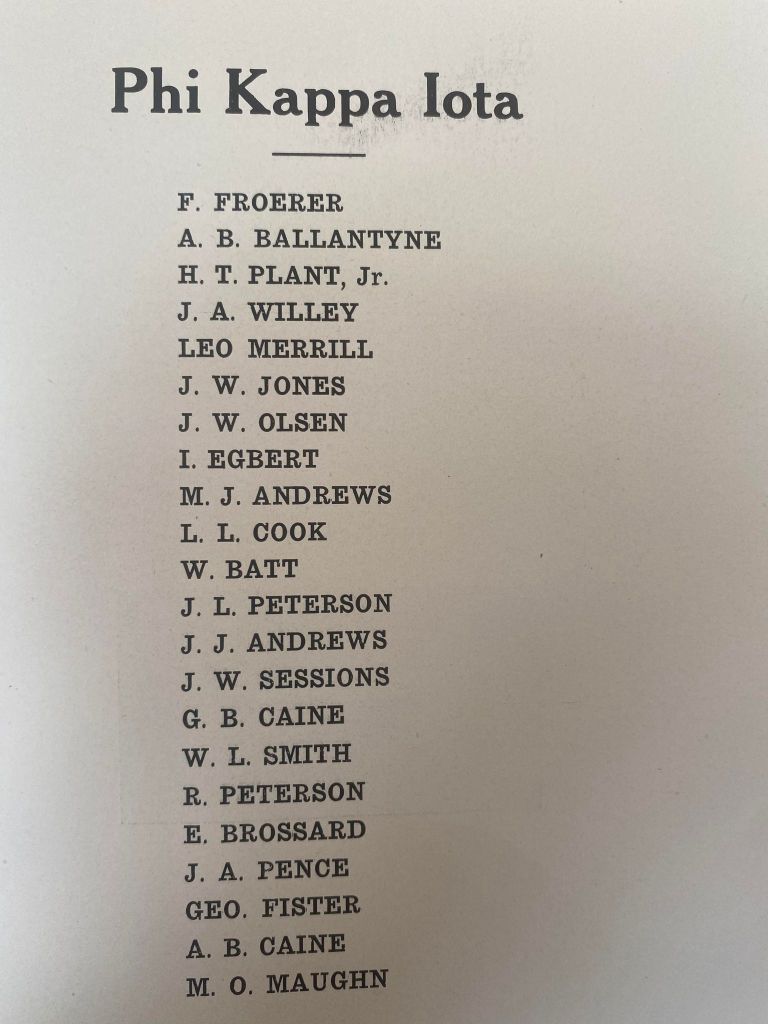 Phi Kappa Iota
F. FROERER
A. B. BALLANTYNE
H. T. PLANT, Jr.
J. A. WILLEY
LEO MERRILL
J. W. JONES
J. W. OLSEN
I. EGBERT
M. J. ANDREWS
L. L. COOK
W. BATT
J. L. PETERSON
J. J. ANDREWS
J. W. SESSIONS
G. B. CAINE
W. L. SMITH
R. PETERSON
E. BROSSARD
J. A. PENCE
GEO. FISTER
A. B. CAINE
M. O. MAUGHN